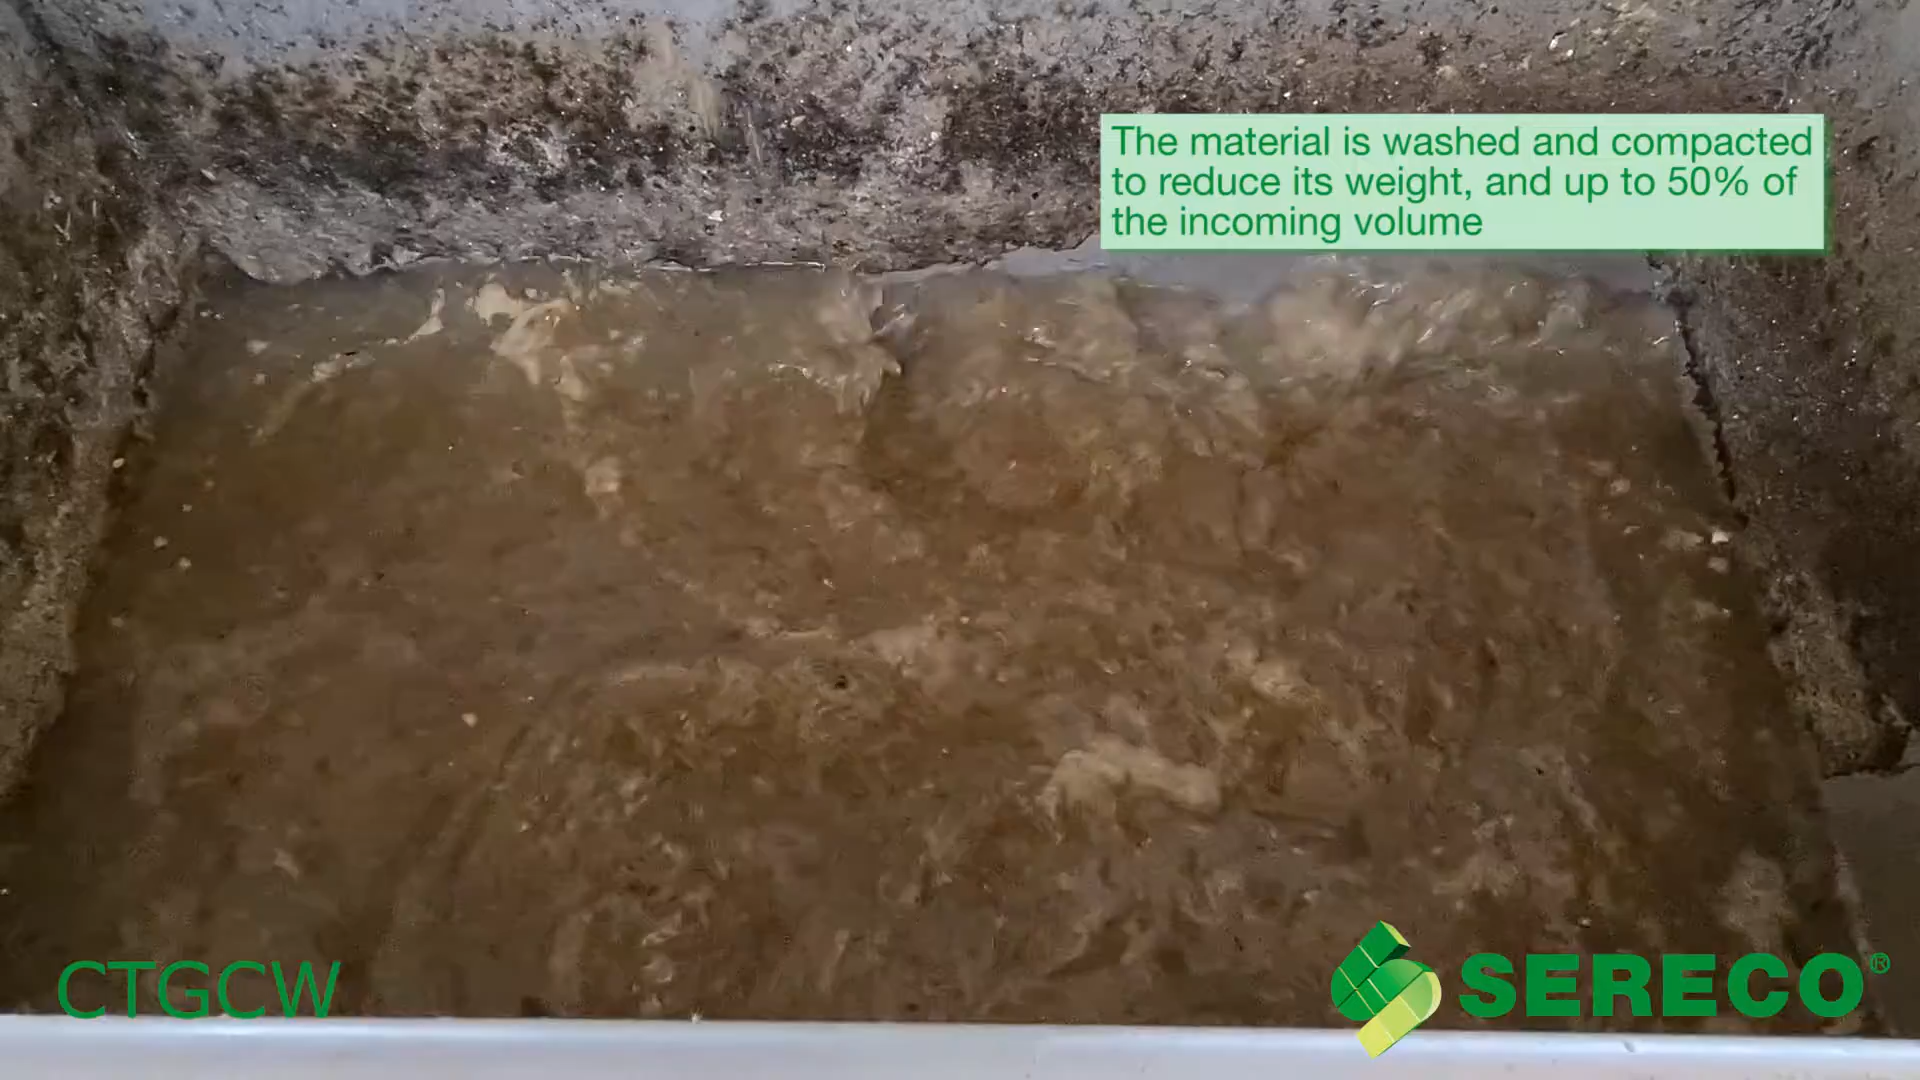 The material is washed and compacted
to reduce its weight, and up to 50% of
the incoming volume
CTGCW
SERECO®